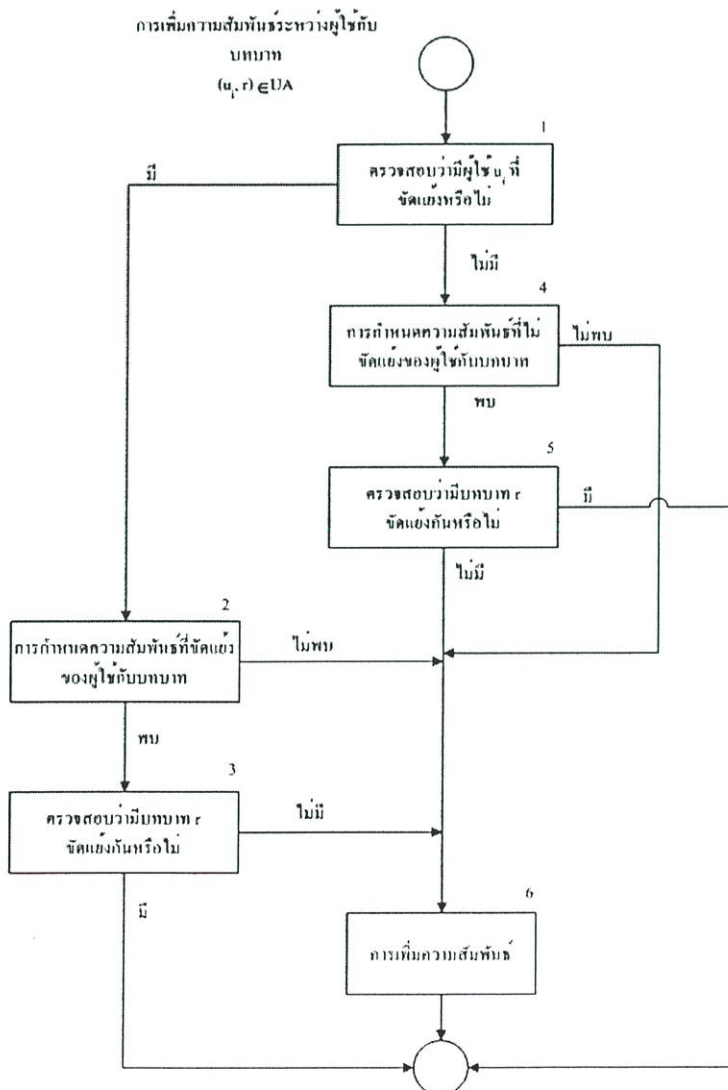 การเพิ่มความสัมพันธ์ระหว่างผู้ใช้กับ
บทบาท
(u_i, r) ∈ UA
1
ตรวจสอบว่ามีผู้ใช้ u_i ที่
ขัดแย้งหรือไม่
มี
ไม่มี
4
การกำหนดความสัมพันธ์ที่ไม่
ขัดแย้งของผู้ใช้กับบทบาท
ไม่พบ
พบ
5
ตรวจสอบว่ามีบทบาท r
ขัดแย้งกันหรือไม่
มี
ไม่มี
2
การกำหนดความสัมพันธ์ที่ขัดแย้ง
ของผู้ใช้กับบทบาท
ไม่พบ
พบ
3
ตรวจสอบว่ามีบทบาท r
ขัดแย้งกันหรือไม่
ไม่มี
มี
6
การเพิ่มความสัมพันธ์